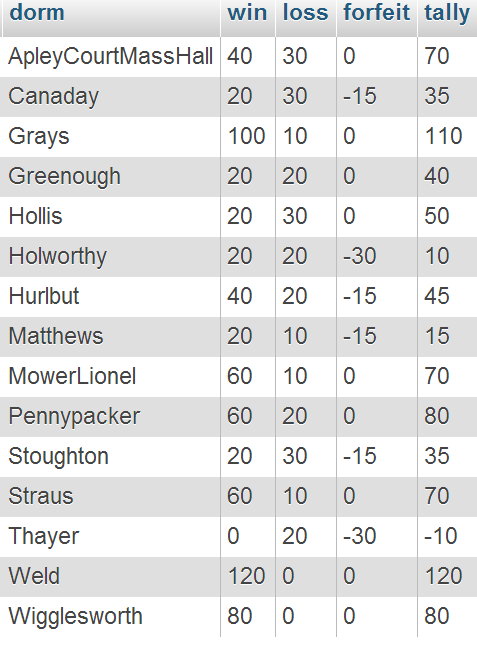 dorm win loss forfeit tally
ApleyCourtMassHall 40 30 0 70
Canaday 20 30 -15 35
Grays 100 10 0 110
Greenough 20 20 0 40
Hollis 20 30 0 50
Holworthy 20 20 -30 10
Hurlbut 40 20 -15 45
Matthews 20 10 -15 15
MowerLionel 60 10 0 70
Pennypacker 60 20 0 80
Stoughton 20 30 -15 35
Straus 60 10 0 70
Thayer 0 20 -30 -10
Weld 120 0 0 120
Wigglesworth 80 0 0 80